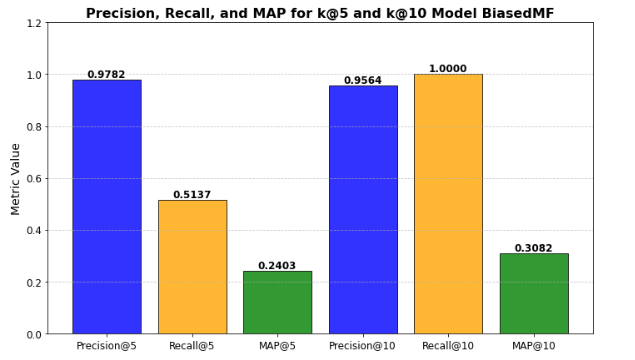 Precision, Recall, and MAP for k@5 and k@10 Model BiasedMF
1.2
1.0
0.8
0.6
0.4
0.2
0.0
Metric Value
0.9782
0.5137
0.2403
0.9564
1.0000
0.3082
Precision@5
Recall@5
MAP@5
Precision@10
Recall@10
MAP@10